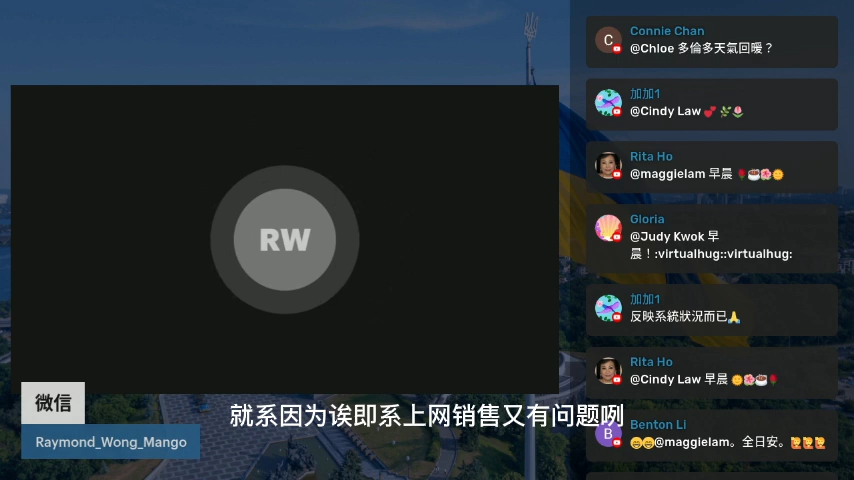 RW
微信
Raymond_Wong_Mango
就系因为诶即系上网销售又有问题咧
Connie Chan
C
@Chloe 多倫多天氣回暖？
加加1
@Cindy Law 💕 🌿🌷
Rita Ho
@maggielam 早晨 🌹☕🌸🌞
Gloria
@Judy Kwok 早
晨！:virtualhug::virtualhug:
加加1
反映系統狀況而已🙏
Rita Ho
@Cindy Law 早晨 🌞🌸☕🌹
Benton Li
B
😄😄@maggielam。全日安。